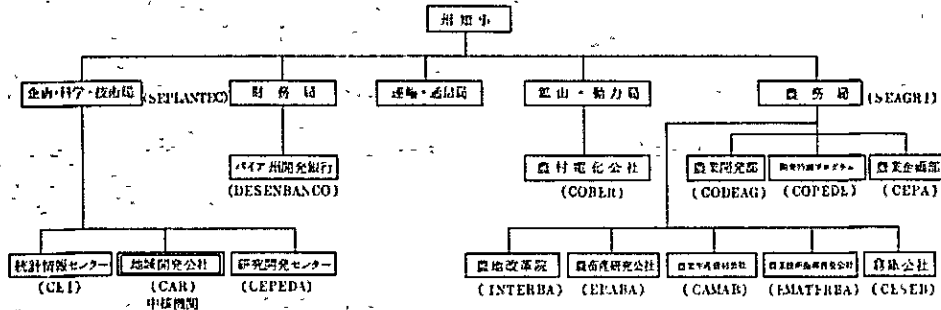 州知事
企画・科学・技術局 (SEPLANTEC) 財務局 運輸・通信局 鉱山・動力局 農務局 (SEAGRI)
バイア州開発銀行 農村電化公社 農業開発部 農業企画部
(DESENBANCO) (COBER) (CODEAG) (COPEDE) (CEPA)
統計情報センター 地域開発公社 研究開発センター 農地改革院 農畜産研究公社 倉庫公社
(CEI) (CAR) (CEPEDA) (INTERBA) (EPABA) (CAMAB) (EMATERBA) (CESEB)
中核機関